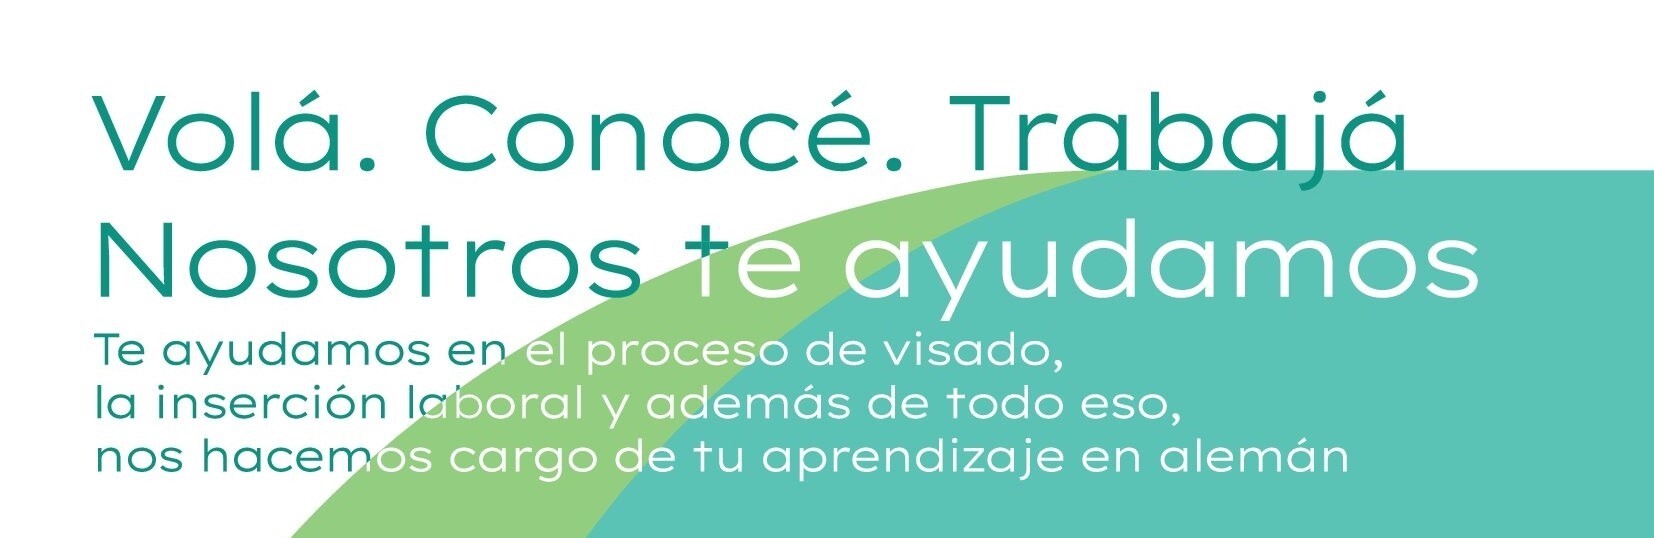 Volá. Conocé. Trabajá
Nosotros te ayudamos
Te ayudamos en el proceso de visado,
la inserción laboral y además de todo eso,
nos hacemos cargo de tu aprendizaje en alemán